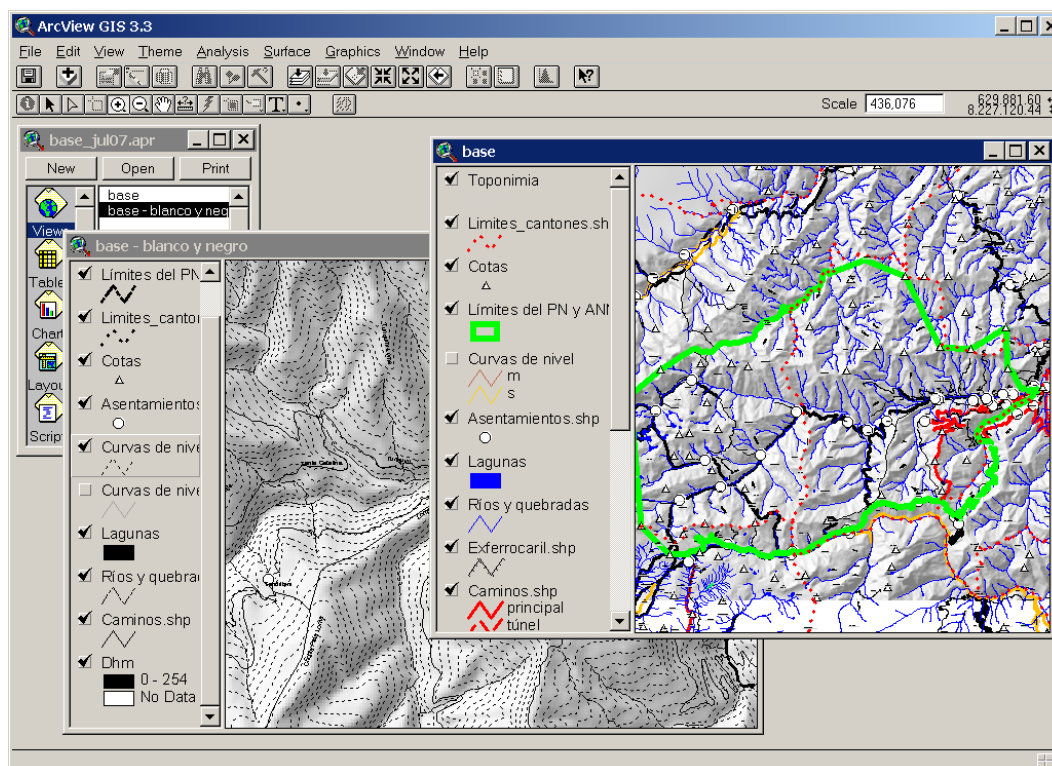 ArcView GIS 3.3
File Edit View Theme Analysis Surface Graphics Window Help
Scale 436,076
629.881.60
8.227.120.44
base_jul07.apr
New Open Print
base
base - blanco y neg
Views
Table
Chart
Layou
Script
base - blanco y negro
Límites del PN
Limites_canton
Cotas
Asentamientos
Curvas de nive
Curvas de nive
Lagunas
Ríos y quebra
Caminos.shp
Dhm
0 - 254
No Data
base
Toponimia
Limites_cantones.sh
Cotas
Límites del PN y ANI
Curvas de nivel
m
s
Asentamientos.shp
Lagunas
Ríos y quebradas
Exferrocaril.shp
Caminos.shp
principal
túnel